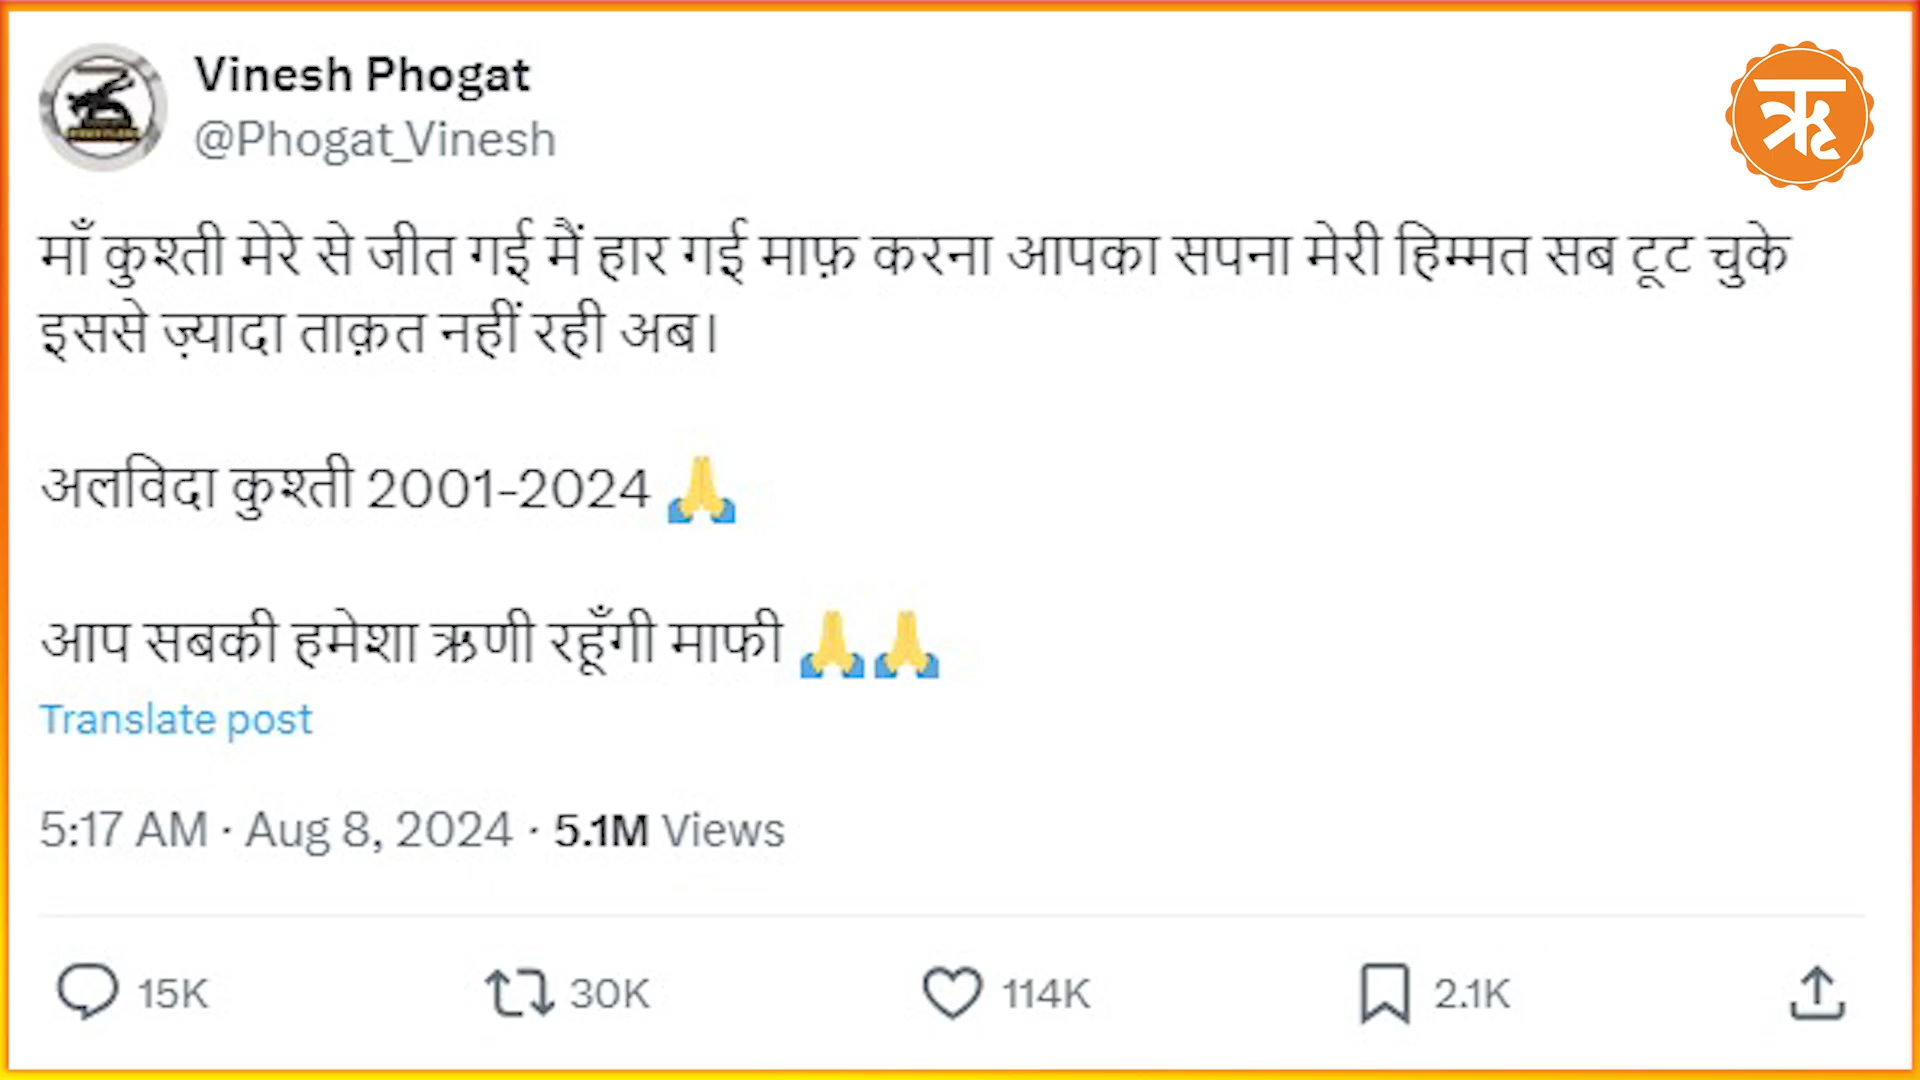 Vinesh Phogat
@Phogat_Vinesh
ऋ
माँ कुश्ती मेरे से जीत गई मैं हार गई माफ़ करना आपका सपना मेरी हिम्मत सब टूट चुके
इससे ज़्यादा ताक़त नहीं रही अब।
अलविदा कुश्ती 2001-2024 🙏
आप सबकी हमेशा ऋणी रहूँगी माफी 🙏🙏
Translate post
5:17 AM · Aug 8, 2024 · 5.1M Views
15K 30K 114K 2.1K